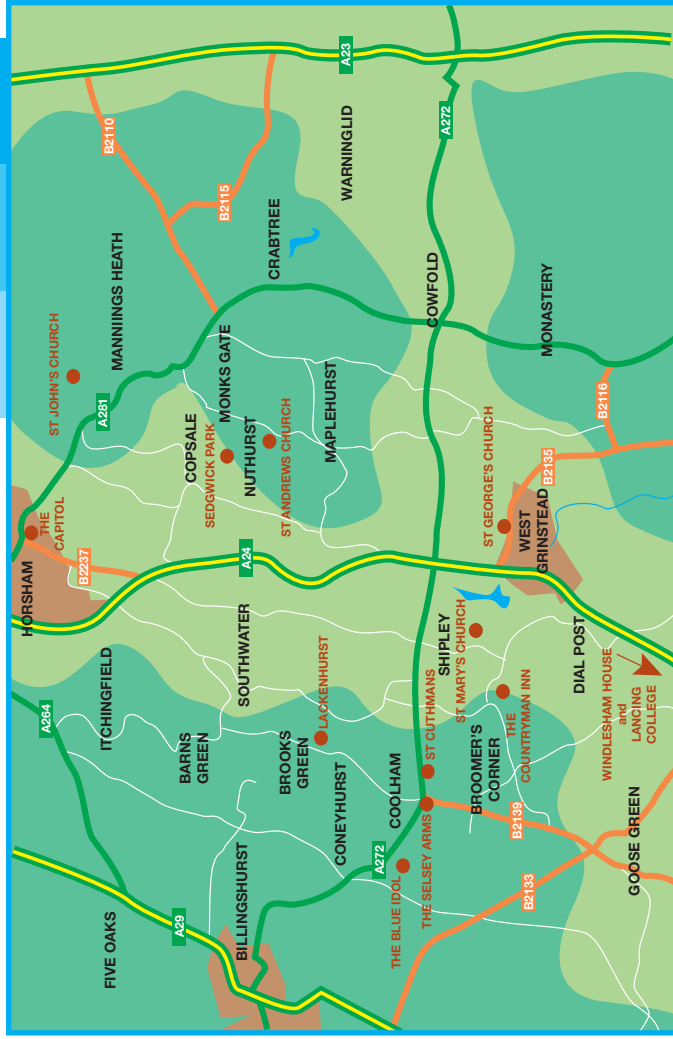 HORSHAM
THE
CAPITOL
A264
ST JOHN'S CHURCH
B2237
FIVE OAKS
ITCHINGFIELD
A281
MANNIINGS HEATH
B2110
A29
BARNS
GREEN
COPSALE
SEDGWICK PARK
MONKS GATE
B2115
BILLINGSHURST
SOUTHWATER
A24
NUTHURST
ST ANDREWS CHURCH
CRABTREE
BROOKS
GREEN
LACKENHURST
CONEYHURST
MAPLEHURST
WARNINGLID
A23
A272
COOLHAM
THE BLUE IDOL
THE SELSEY ARMS
ST CUTHMANS
SHIPLEY
ST MARY'S CHURCH
COWFOLD
A272
BROOMER'S
CORNER
THE
COUNTRYMAN INN
ST GEORGE'S CHURCH
WEST
GRINSTEAD
B2135
MONASTERY
B2139
B2133
DIAL POST
B2116
WINDLESHAM HOUSE
and
LANCING
COLLEGE
GOOSE GREEN